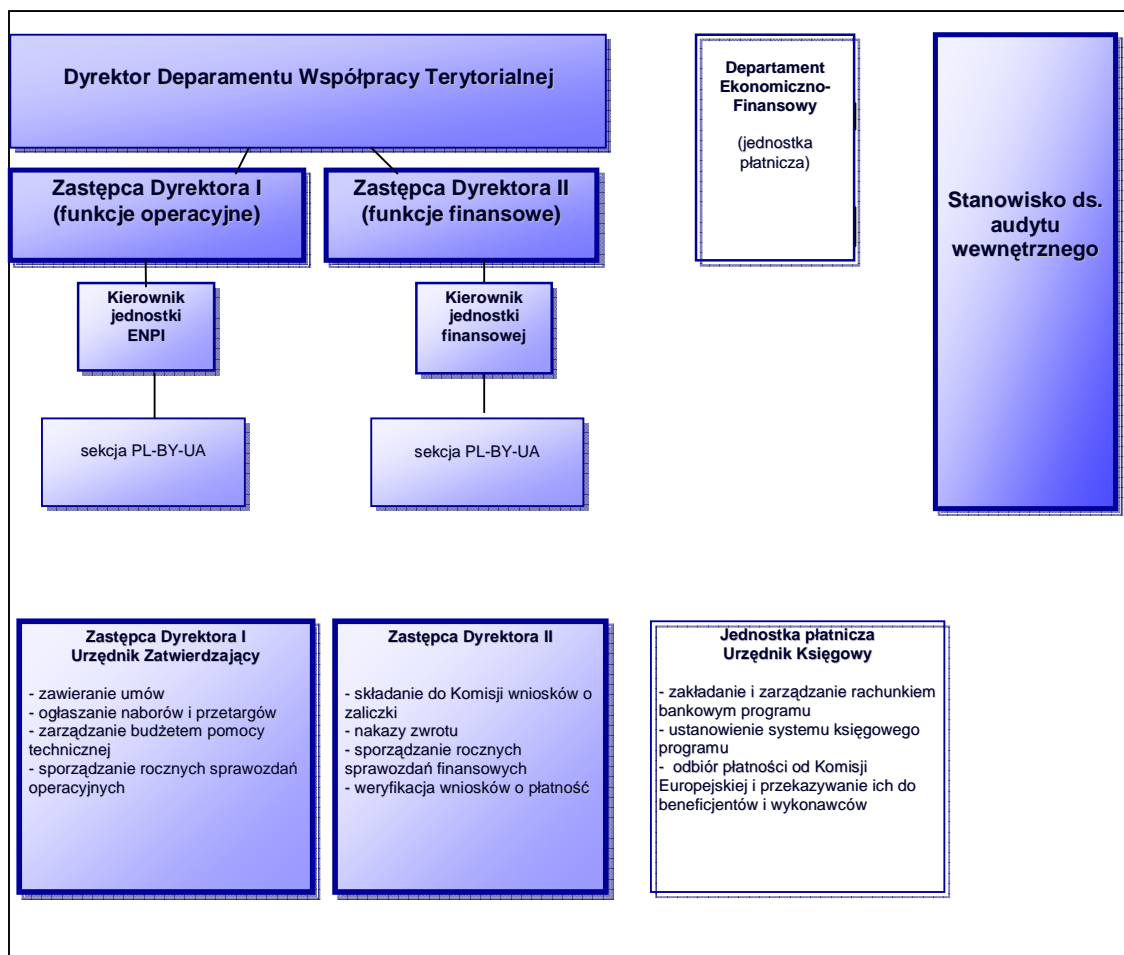 Dyrektor Deparamentu Współpracy Terytorialnej
Departament
Ekonomiczno-
Finansowy
(jednostka
płatnicza)
Stanowisko ds.
audytu
wewnętrznego
Zastępca Dyrektora I
(funkcje operacyjne)
Zastępca Dyrektora II
(funkcje finansowe)
Kierownik
jednostki
ENPI
Kierownik
jednostki
finansowej
sekcja PL-BY-UA
sekcja PL-BY-UA
Zastępca Dyrektora I
Urzędnik Zatwierdzający
- zawieranie umów
- ogłaszanie naborów i przetargów
- zarządzanie budżetem pomocy
technicznej
- sporządzanie rocznych sprawozdań
operacyjnych
Zastępca Dyrektora II
- składanie do Komisji wniosków o
zaliczki
- nakazy zwrotu
- sporządzanie rocznych
sprawozdań finansowych
- weryfikacja wniosków o płatność
Jednostka płatnicza
Urzędnik Księgowy
- zakładanie i zarządzanie rachunkiem
bankowym programu
- ustanowienie systemu księgowego
programu
- odbiór płatności od Komisji
Europejskiej i przekazywanie ich do
beneficjentów i wykonawców